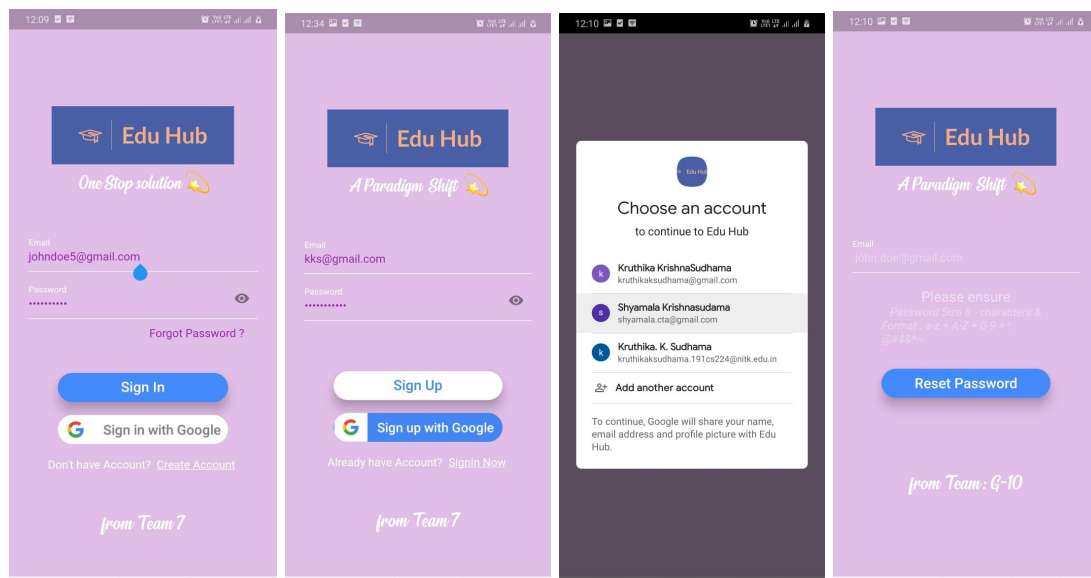 12:09
Edu Hub
One Stop solution
Email
johndoe5@gmail.com
Password
••••••••••
Forgot Password ?
Sign In
Sign in with Google
Don't have Account? Create Account
from Team 7
12:34
Edu Hub
A Paradigm Shift
Email
kks@gmail.com
Password
•••••••••••
Sign Up
Sign up with Google
Already have Account? SignIn Now
from Team 7
12:10
Edu Hub
Choose an account
to continue to Edu Hub
k
Kruthika KrishnaSudhama
kruthikaksudhama@gmail.com
s
Shyamala Krishnasudama
shyamala.cta@gmail.com
k
Kruthika. K. Sudhama
kruthikaksudhama.191cs224@nitk.edu.in
Add another account
To continue, Google will share your name,
email address and profile picture with Edu
Hub.
12:10
Edu Hub
A Paradigm Shift
Email
john.doe@gmail.com
Please ensure
Password Size 8 - characters &
Format : a-z + A-Z + 0-9 + !
@#$&*~
Reset Password
from Team : G-10